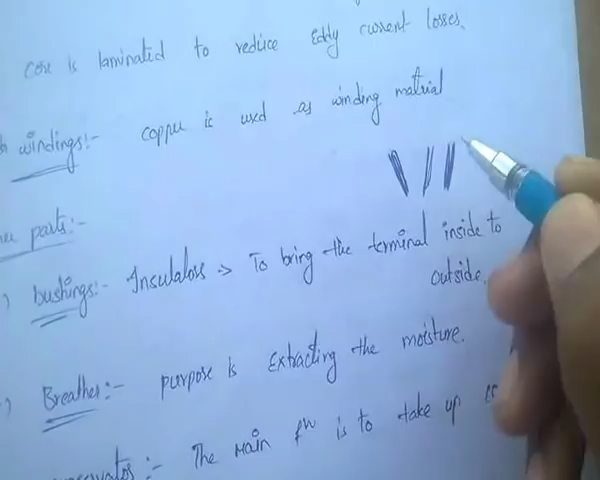 core is laminated to reduce Eddy current losses.
windings:- copper is used as winding matrial
parts:-
) bushings:- Insulators -> To bring the terminal inside to
outside.
) Breather:- purpose is Extracting the moisture.
:- The main fn is to take up